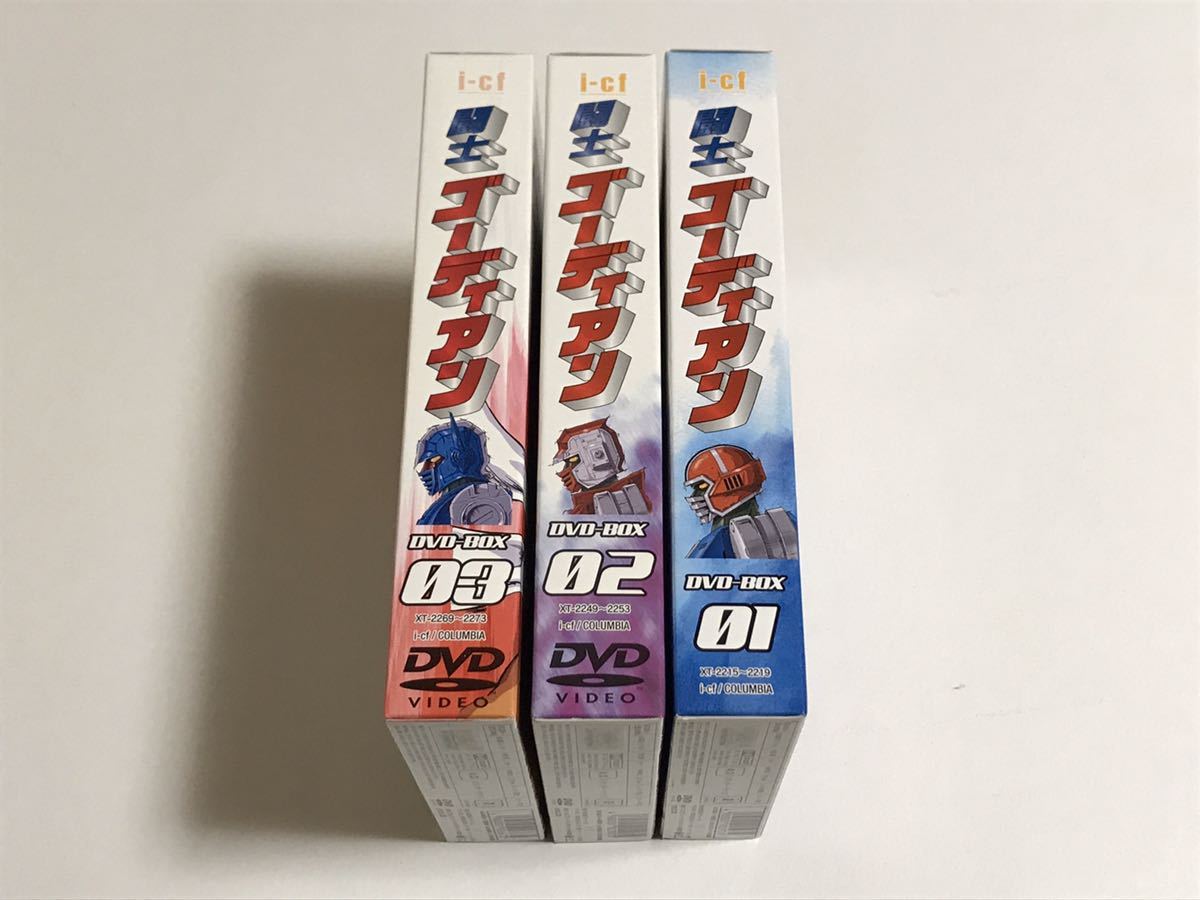 i-cf
闘士
ゴーディアン
DVD-BOX
03
XT-2269～2273
i-cf / COLUMBIA
DVD
VIDEO
i-cf
闘士
ゴーディアン
DVD-BOX
02
XT-2249～2253
i-cf / COLUMBIA
DVD
VIDEO
i-cf
闘士
ゴーディアン
DVD-BOX
01
XT-2215～2219
i-cf / COLUMBIA